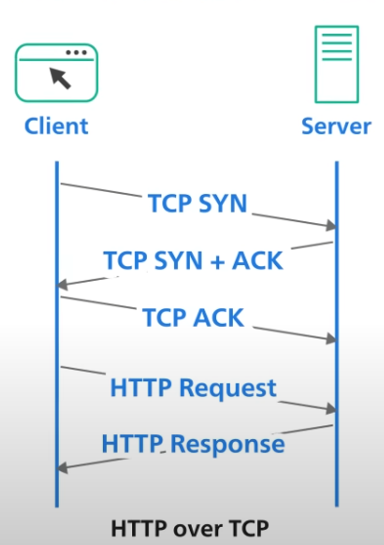 Client
Server
TCP SYN
TCP SYN + ACK
TCP ACK
HTTP Request
HTTP Response
HTTP over TCP